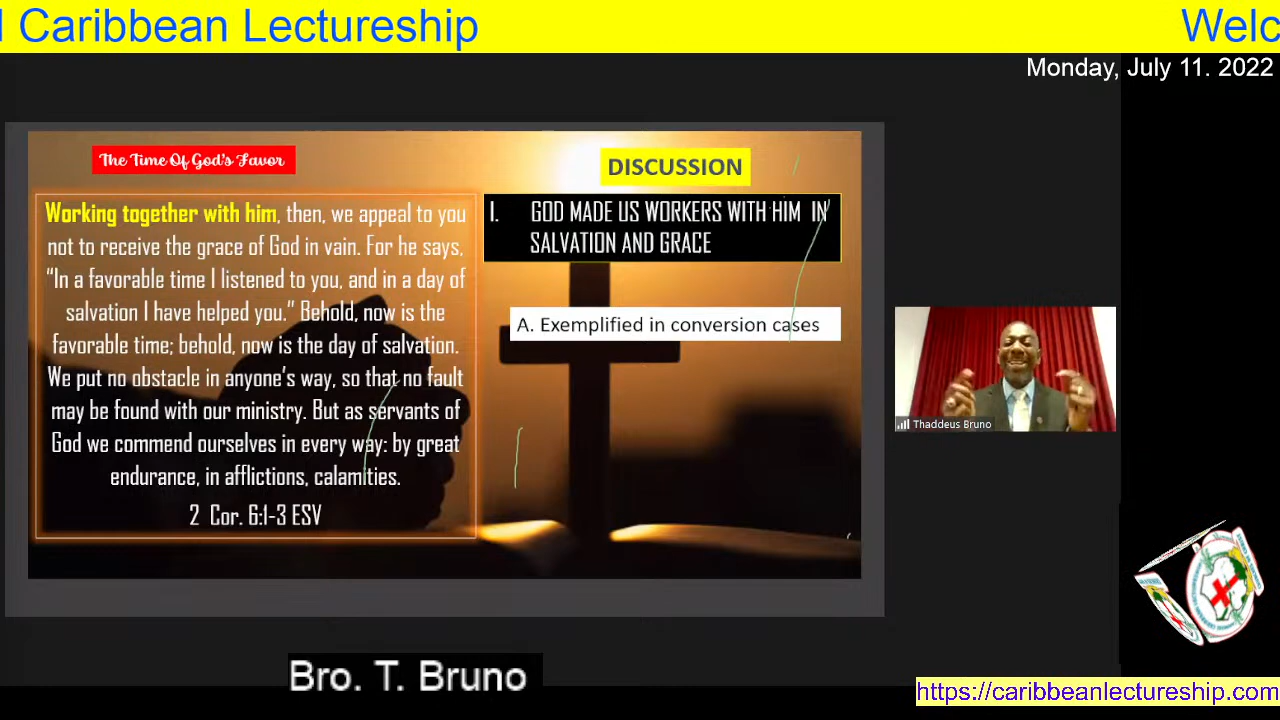 l Caribbean Lectureship
Welc
Monday, July 11. 2022
The Time Of God's Favor
Working together with him, then, we appeal to you
not to receive the grace of God in vain. For he says,
“In a favorable time I listened to you, and in a day of
salvation I have helped you.” Behold, now is the
favorable time; behold, now is the day of salvation.
We put no obstacle in anyone's way, so that no fault
may be found with our ministry. But as servants of
God we commend ourselves in every way: by great
endurance, in afflictions, calamities.
2 Cor. 6:1-3 ESV
DISCUSSION
I. GOD MADE US WORKERS WITH HIM IN
SALVATION AND GRACE
A. Exemplified in conversion cases
Thaddeus Bruno
Bro. T. Bruno
https://caribbeanlectureship.com